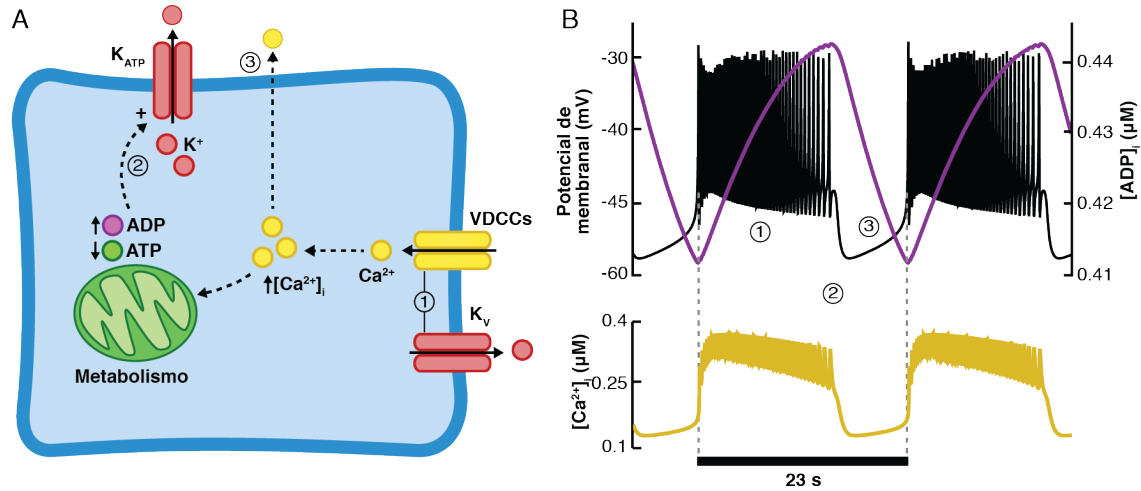 A
K_ATP
③
+
K⁺
②
ADP
ATP
VDCCs
Ca²⁺
↑[Ca²⁺]ᵢ
①
K_V
Metabolismo
B
Potencial de
membranal (mV)
-30
-40
-45
-60
0.44
0.43
0.42
0.41
[ADP]ᵢ (µM)
①
③
②
[Ca²⁺]ᵢ (µM)
0.4
-0.25
0.1
23 s